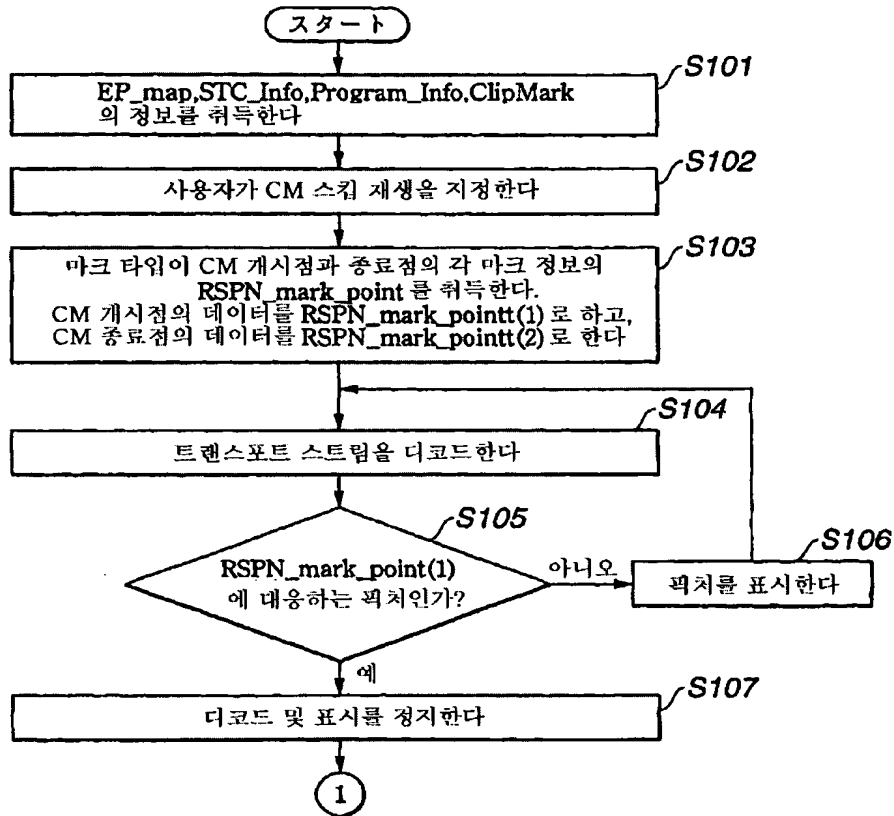 スタート
S101
EP_map,STC_Info,Program_Info,ClipMark
의 정보를 취득한다
S102
사용자가 CM 스킵 재생을 지정한다
S103
마크 타입이 CM 개시점과 종료점의 각 마크 정보의
RSPN_mark_point 를 취득한다.
CM 개시점의 데이터를 RSPN_mark_pointt(1) 로 하고,
CM 종료점의 데이터를 RSPN_mark_pointt(2) 로 한다
S104
트랜스포트 스트림을 디코드한다
S105
RSPN_mark_point(1)
에 대응하는 픽처인가?
아니오
S106
픽처를 표시한다
예
S107
디코드 및 표시를 정지한다
1